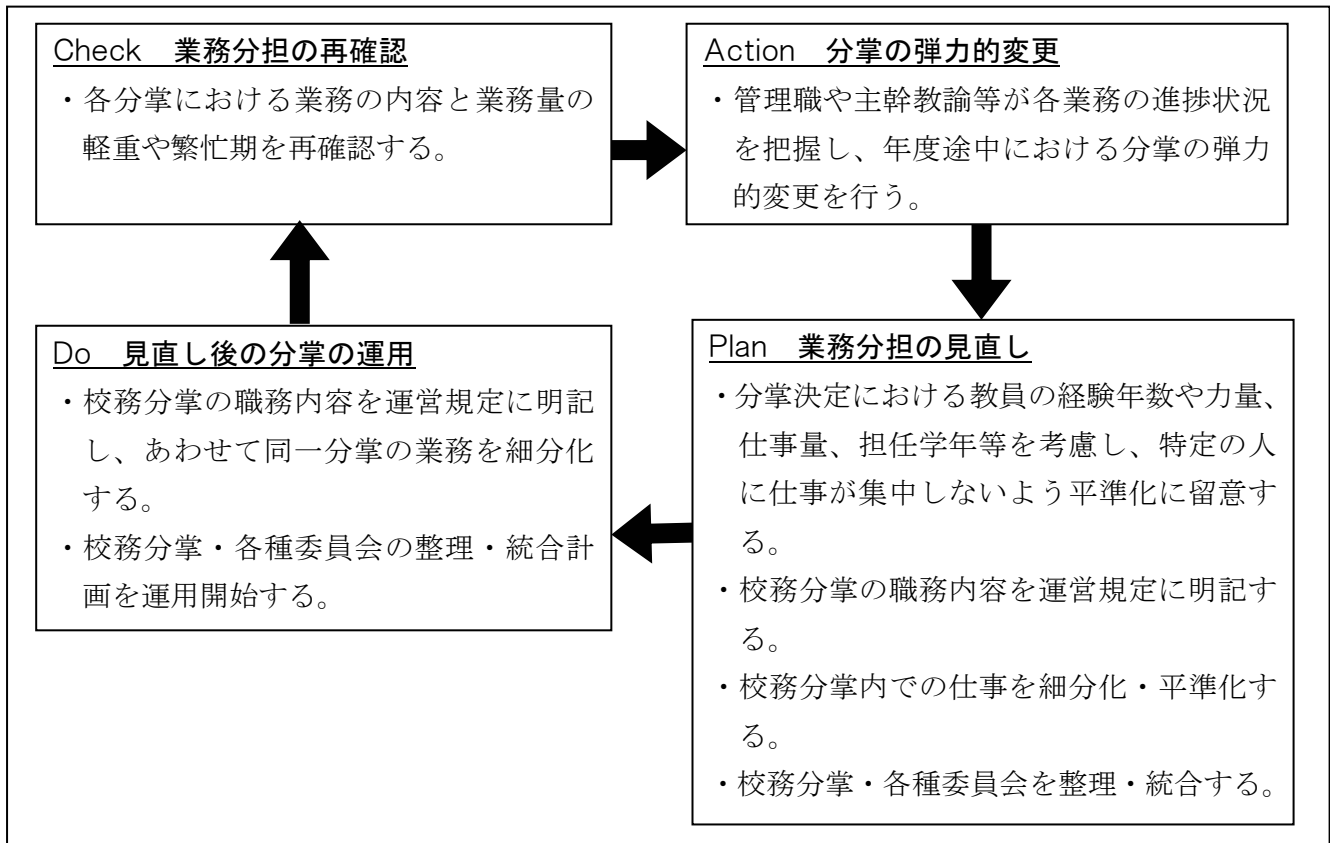 Check 業務分担の再確認
・各分掌における業務の内容と業務量の
軽重や繁忙期を再確認する。
Action 分掌の弾力的変更
・管理職や主幹教諭等が各業務の進捗状況
を把握し、年度途中における分掌の弾力
的変更を行う。
Plan 業務分担の見直し
・分掌決定における教員の経験年数や力量、
仕事量、担任学年等を考慮し、特定の人
に仕事が集中しないよう平準化に留意す
る。
・校務分掌の職務内容を運営規定に明記す
る。
・校務分掌内での仕事を細分化・平準化す
る。
・校務分掌・各種委員会を整理・統合する。
Do 見直し後の分掌の運用
・校務分掌の職務内容を運営規定に明記
し、あわせて同一分掌の業務を細分化
する。
・校務分掌・各種委員会の整理・統合計
画を運用開始する。